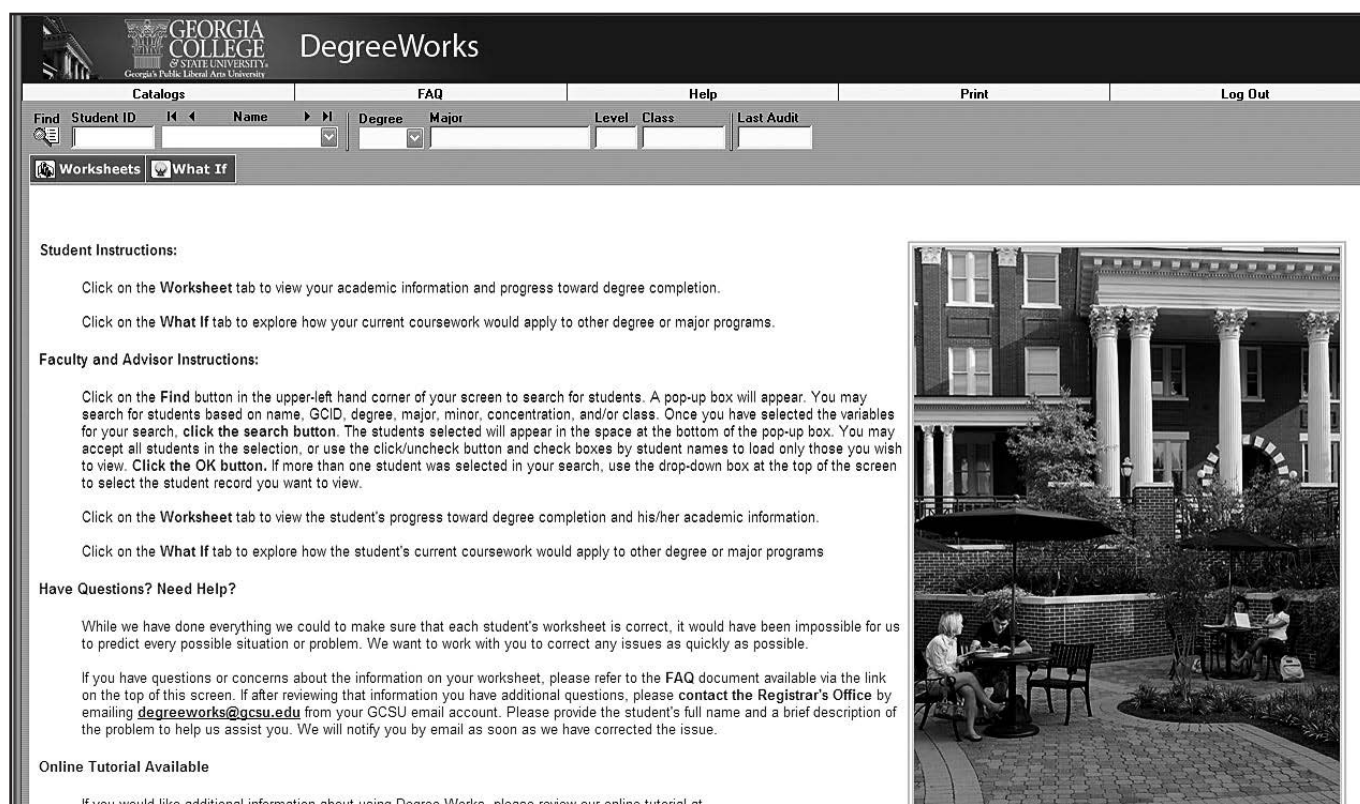 GEORGIA
COLLEGE
& STATE UNIVERSITY®
Georgia's Public Liberal Arts University
DegreeWorks
Catalogs FAQ Help Print Log Out
Find Student ID Name Degree Major Level Class Last Audit
Worksheets What If
Student Instructions:
Click on the Worksheet tab to view your academic information and progress toward degree completion.
Click on the What If tab to explore how your current coursework would apply to other degree or major programs.
Faculty and Advisor Instructions:
Click on the Find button in the upper-left hand corner of your screen to search for students. A pop-up box will appear. You may
search for students based on name, GCID, degree, major, minor, concentration, and/or class. Once you have selected the variables
for your search, click the search button. The students selected will appear in the space at the bottom of the pop-up box. You may
accept all students in the selection, or use the click/uncheck button and check boxes by student names to load only those you wish
to view. Click the OK button. If more than one student was selected in your search, use the drop-down box at the top of the screen
to select the student record you want to view.
Click on the Worksheet tab to view the student's progress toward degree completion and his/her academic information.
Click on the What If tab to explore how the student's current coursework would apply to other degree or major programs
Have Questions? Need Help?
While we have done everything we could to make sure that each student's worksheet is correct, it would have been impossible for us
to predict every possible situation or problem. We want to work with you to correct any issues as quickly as possible.
If you have questions or concerns about the information on your worksheet, please refer to the FAQ document available via the link
on the top of this screen. If after reviewing that information you have additional questions, please contact the Registrar's Office by
emailing degreeworks@gcsu.edu from your GCSU email account. Please provide the student's full name and a brief description of
the problem to help us assist you. We will notify you by email as soon as we have corrected the issue.
Online Tutorial Available
If you would like additional information about using Degree Works, please review our online tutorial at